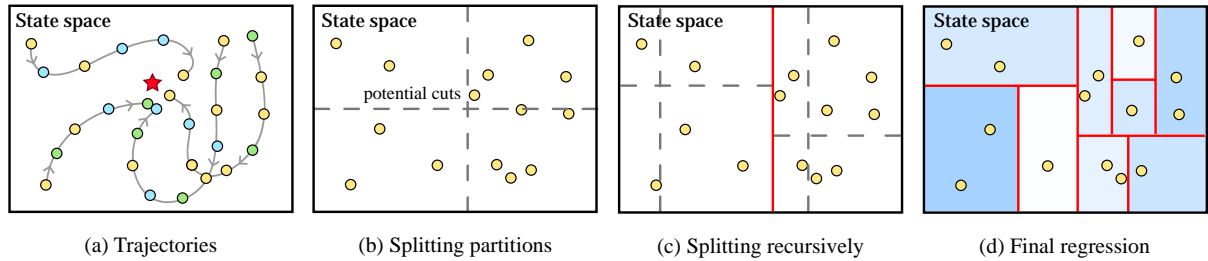 State space
State space
State space
State space
potential cuts
(a) Trajectories
(b) Splitting partitions
(c) Splitting recursively
(d) Final regression